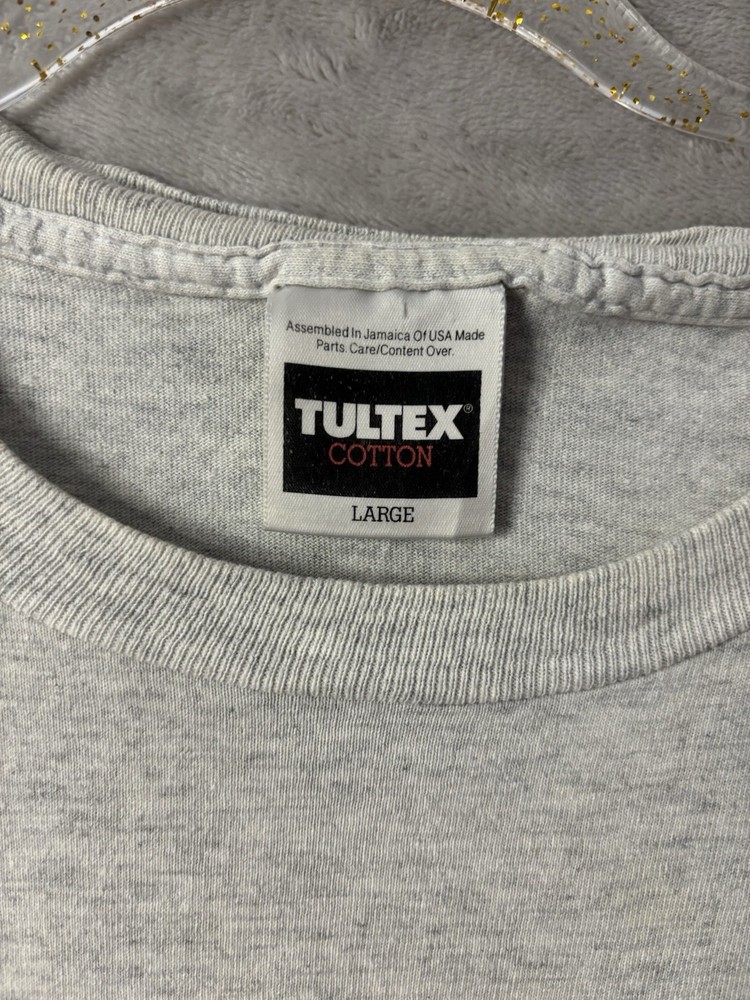 Assembled In Jamaica Of USA Made
Parts. Care/Content Over.
TULTEX®
COTTON
LARGE